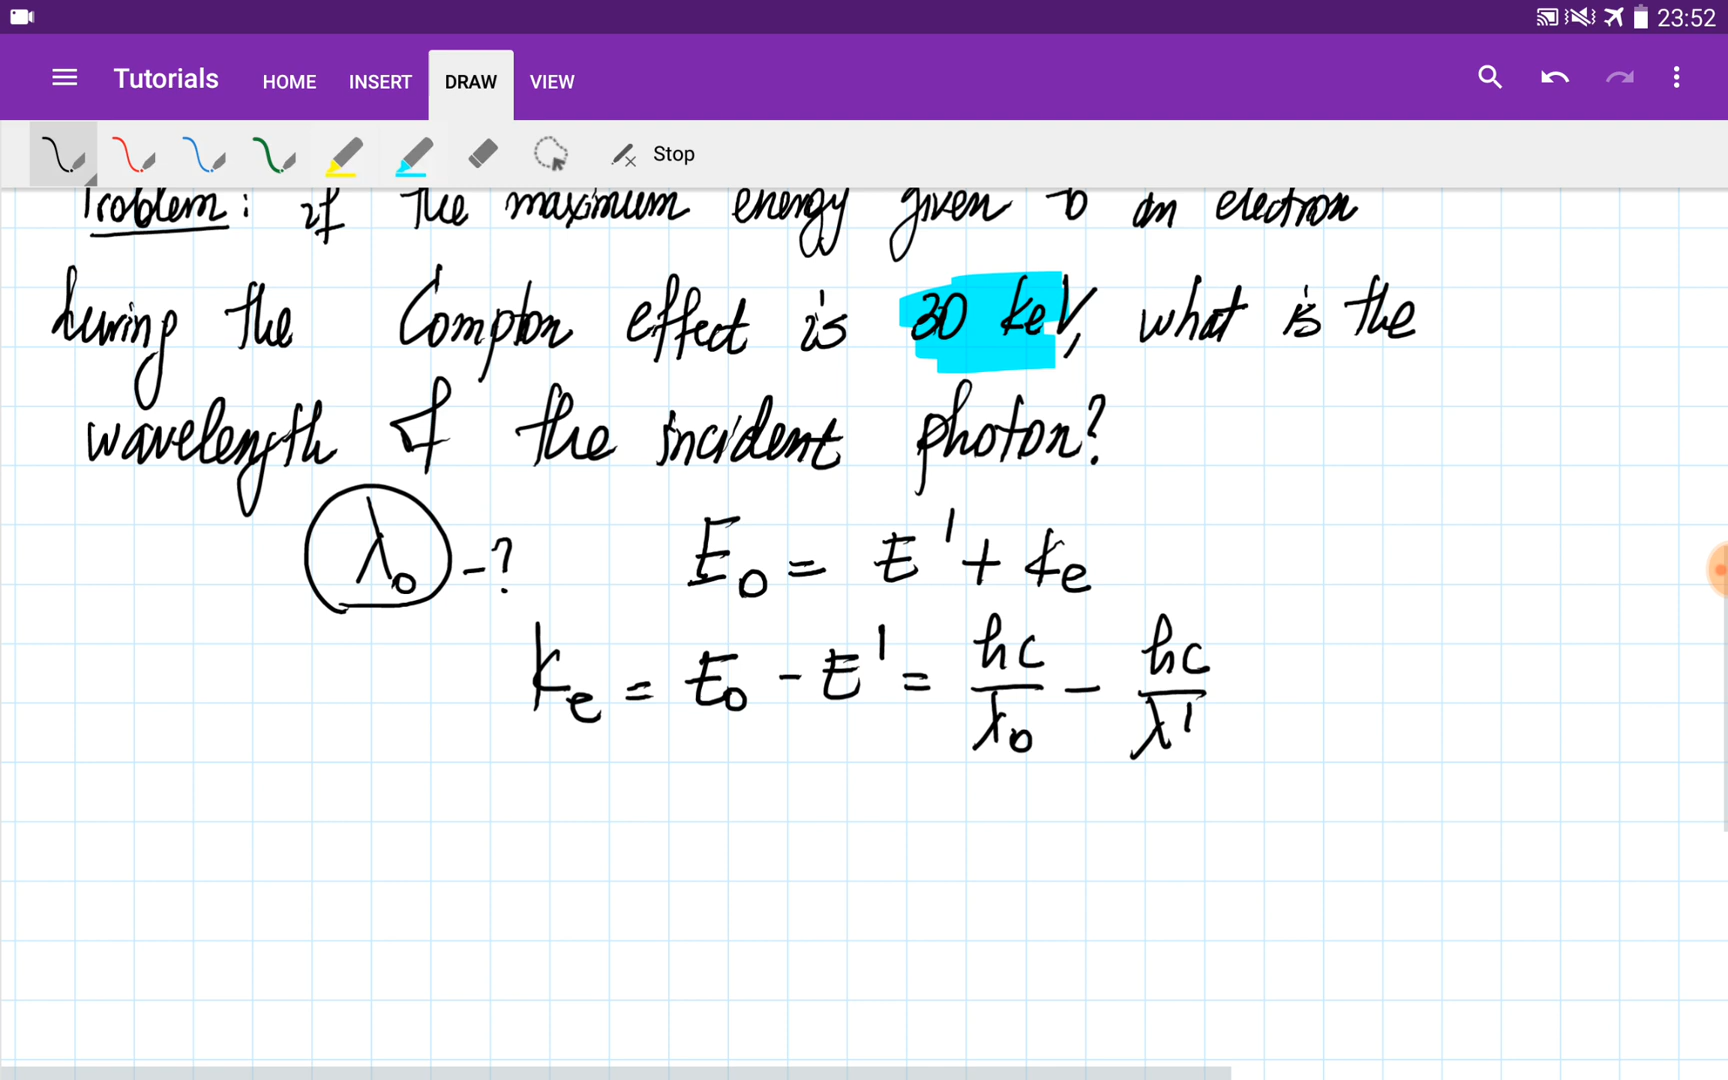 23:52
Tutorials HOME INSERT DRAW VIEW
Stop
Problem: if the maximum energy given to an electron
during the Compton effect is 30 keV, what is the
wavelength of the incident photon?
λ₀ - ? E₀ = E' + Ke
Ke = E₀ - E' = hc/λ₀ - hc/λ'